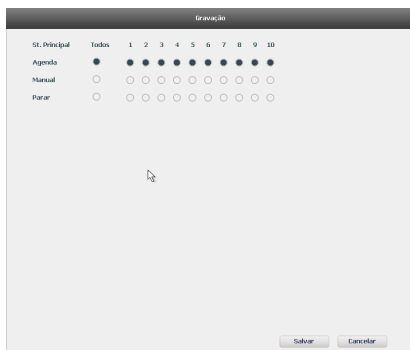 Gravação
St. Principal Todos 1 2 3 4 5 6 7 8 9 10
Agenda
Manual
Parar
Salvar Cancelar